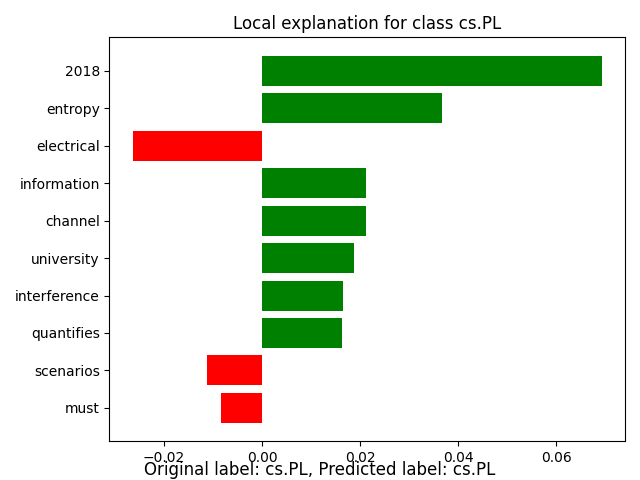 Local explanation for class cs.PL
2018
entropy
electrical
information
channel
university
interference
quantifies
scenarios
must
−0.02 0.00 0.02 0.04 0.06
Original label: cs.PL, Predicted label: cs.PL